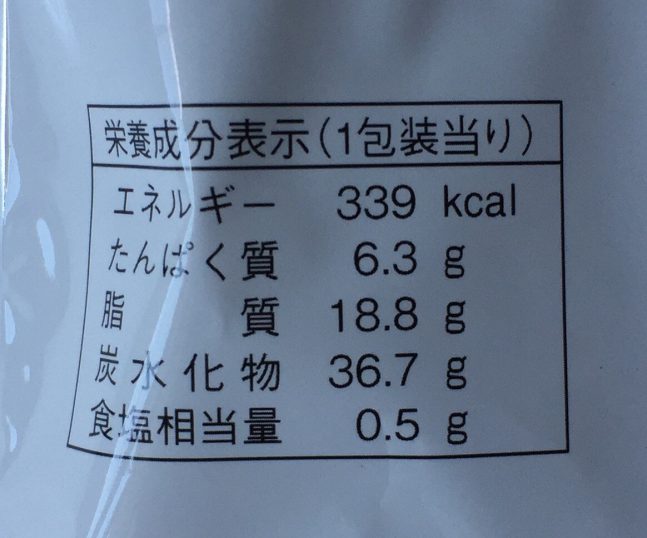 栄養成分表示(1包装当り)
エネルギー 339 kcal
たんぱく質 6.3 g
脂質 18.8 g
炭水化物 36.7 g
食塩相当量 0.5 g